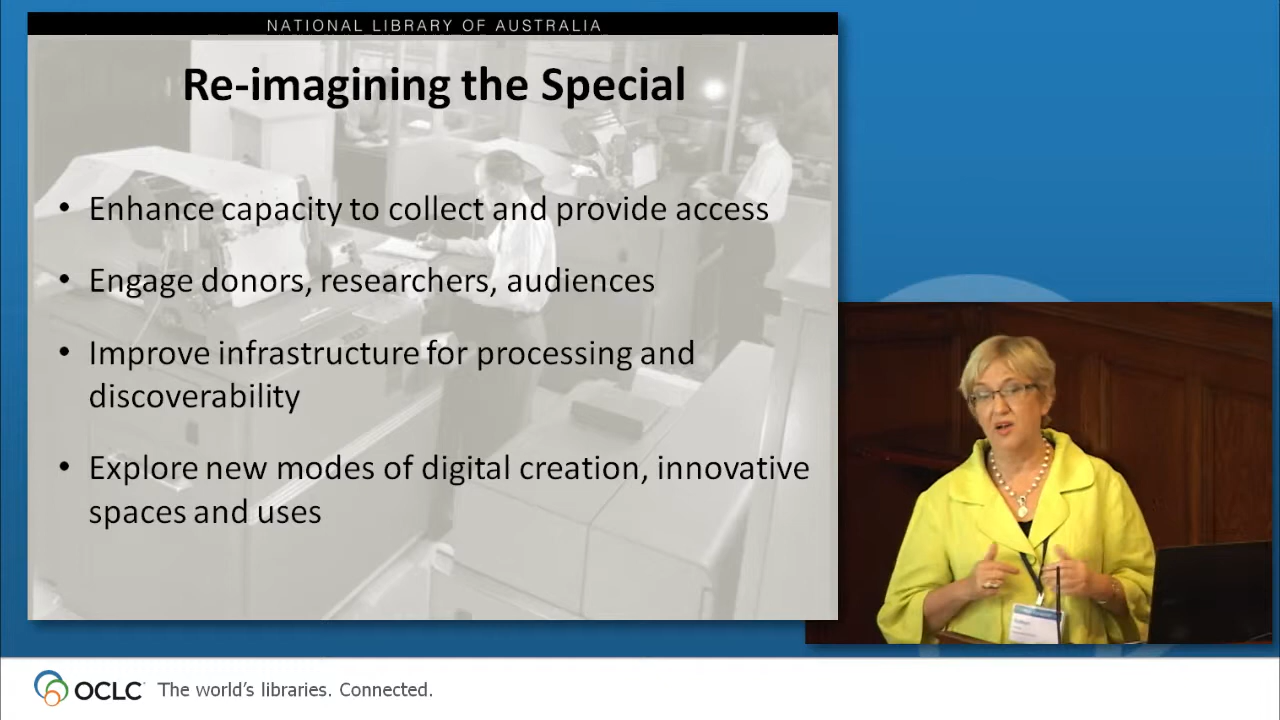 NATIONAL LIBRARY OF AUSTRALIA
Re-imagining the Special
• Enhance capacity to collect and provide access
• Engage donors, researchers, audiences
• Improve infrastructure for processing and
discoverability
• Explore new modes of digital creation, innovative
spaces and uses
OCLC The world's libraries. Connected.